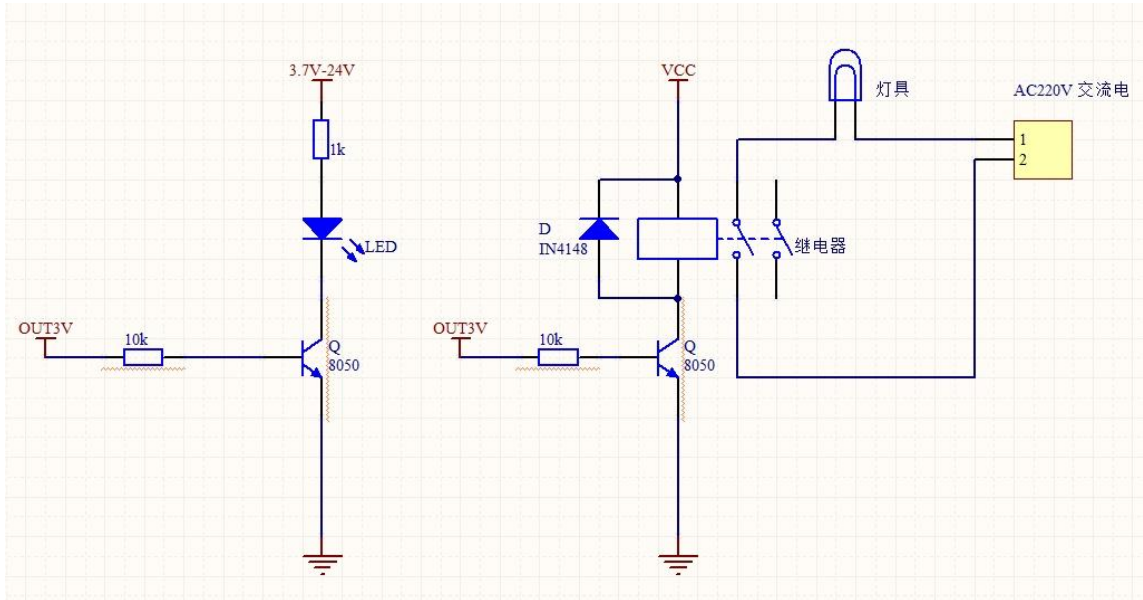 3.7V-24V
1k
LED
OUT3V
10k
Q
8050
VCC
D
IN4148
继电器
OUT3V
10k
Q
8050
灯具
AC220V 交流电
1
2